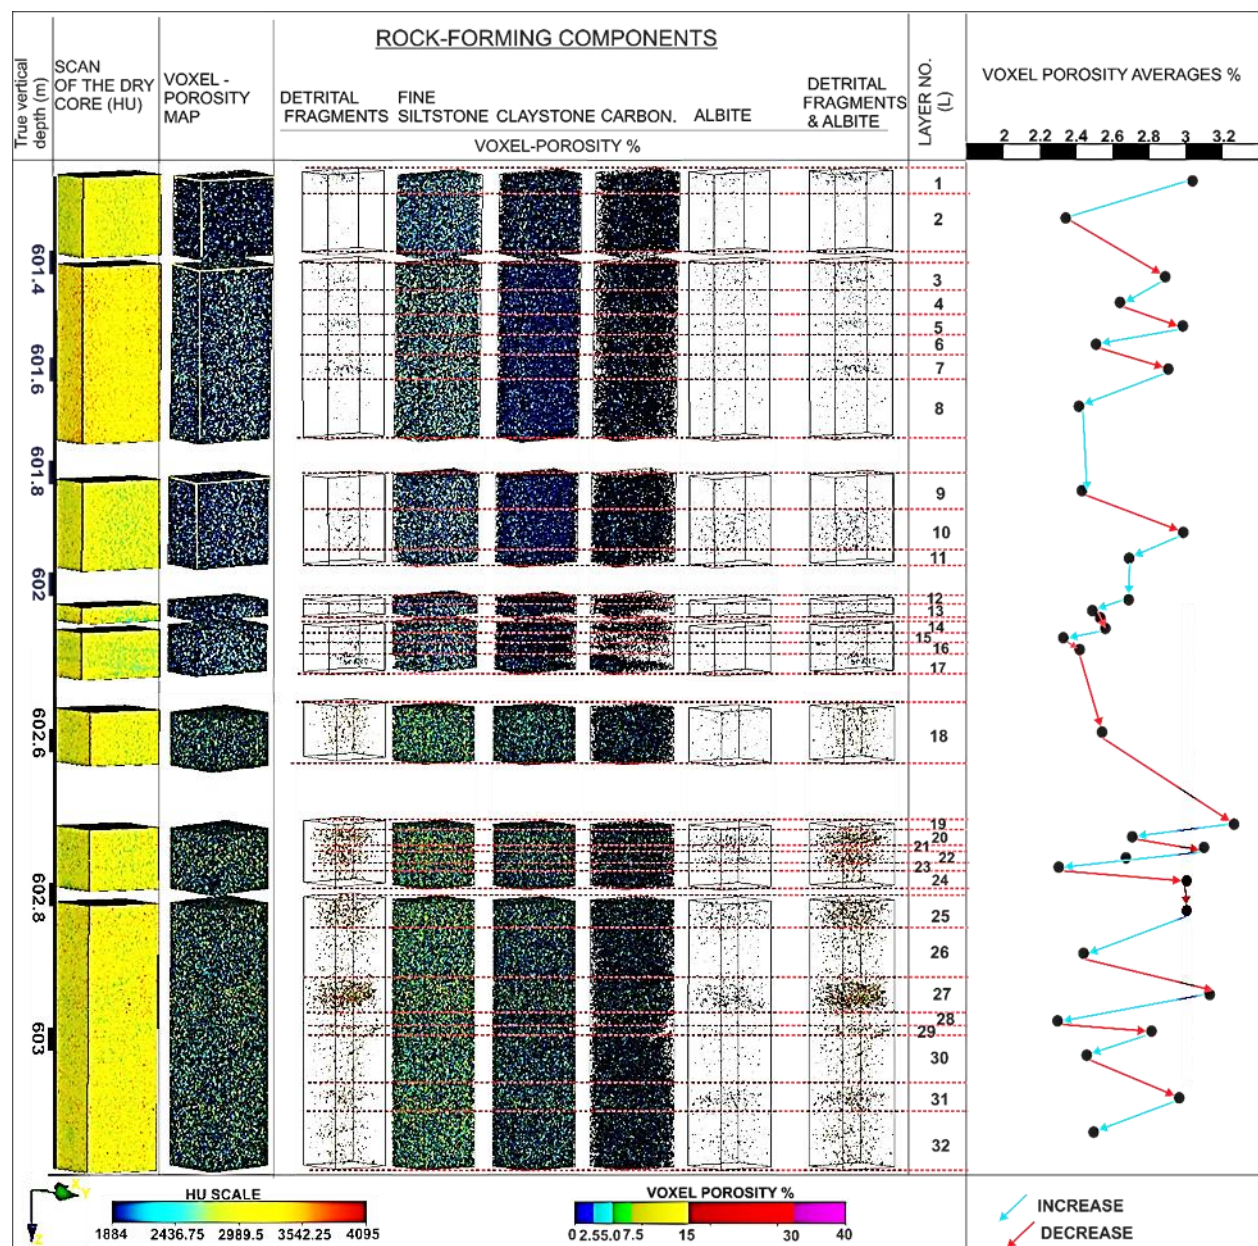 ROCK-FORMING COMPONENTS
True vertical
depth (m)
SCAN
OF THE DRY
CORE (HU)
VOXEL -
POROSITY
MAP
DETRITAL
FRAGMENTS
FINE
SILTSTONE
CLAYSTONE
CARBON.
ALBITE
DETRITAL
FRAGMENTS
& ALBITE
VOXEL-POROSITY %
LAYER NO.
(L)
VOXEL POROSITY AVERAGES %
2 2.2 2.4 2.6 2.8 3 3.2
601.4
601.6
601.8
602
602.6
602.8
603
1
2
3
4
5
6
7
8
9
10
11
12
13
14
15
16
17
18
19
20
21
22
23
24
25
26
27
28
29
30
31
32
X
Y
Z
HU SCALE
1884 2436.75 2989.5 3542.25 4095
VOXEL POROSITY %
0 2.5 5.0 7.5 15 30 40
INCREASE
DECREASE